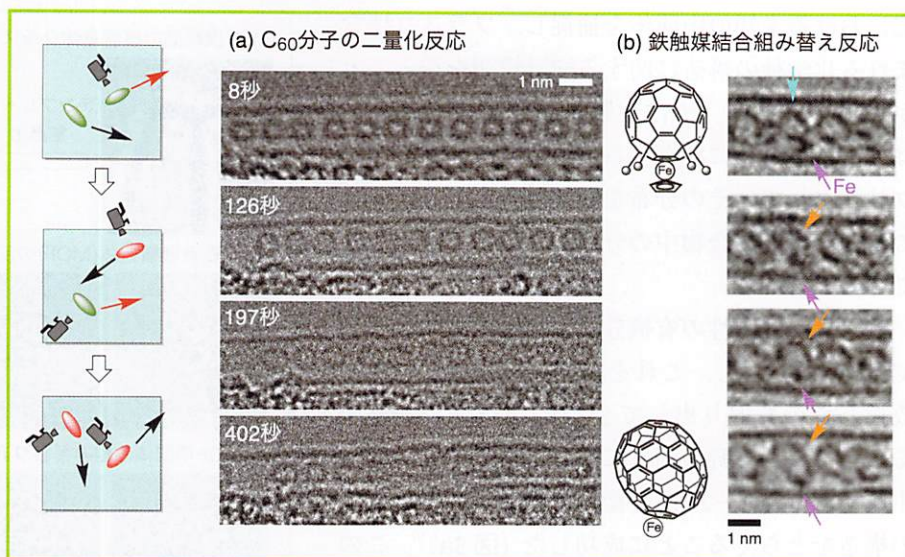 (a) C₆₀分子の二量化反応
8秒
1 nm
126秒
197秒
402秒
(b) 鉄触媒結合組み替え反応
Fe
Fe
Fe
1 nm